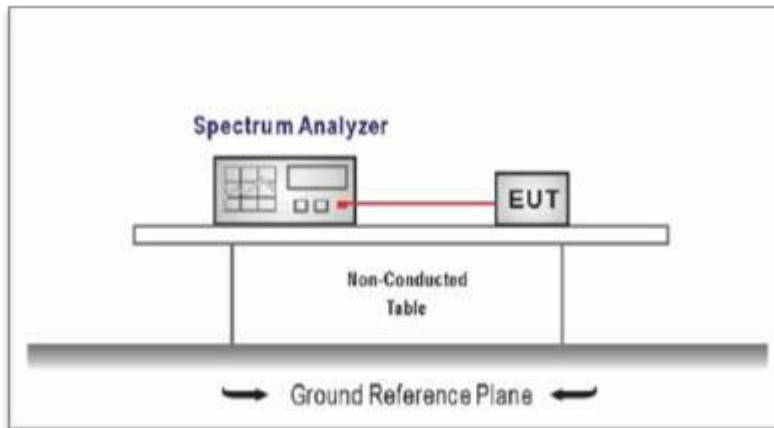 Spectrum Analyzer
EUT
Non-Conducted
Table
Ground Reference Plane